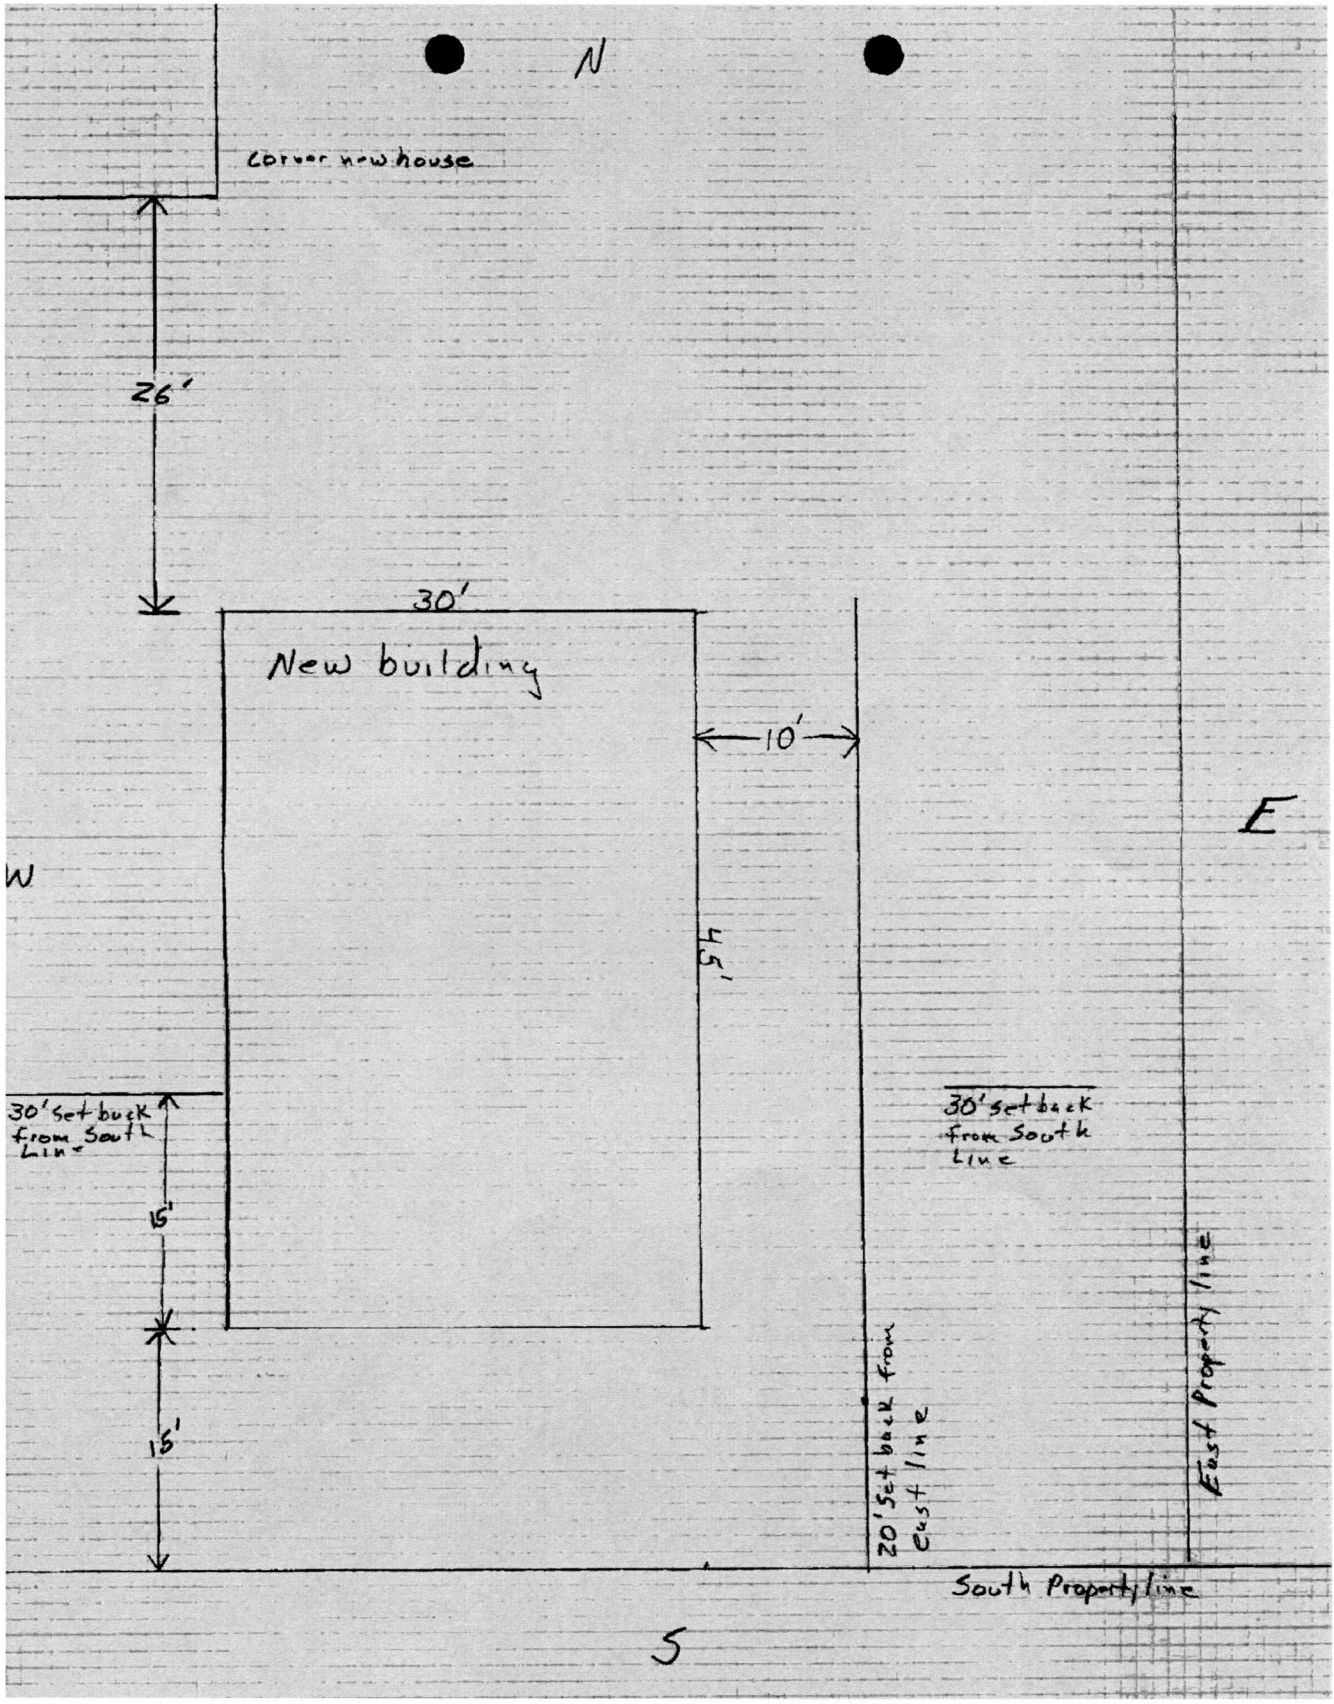 N
corner new house
26'
30'
New building
10'
E
W
45'
30' set back
from South
Line
30' set back
from South
Line
15'
15'
20' Set back from
East line
East Property line
South Property line
S